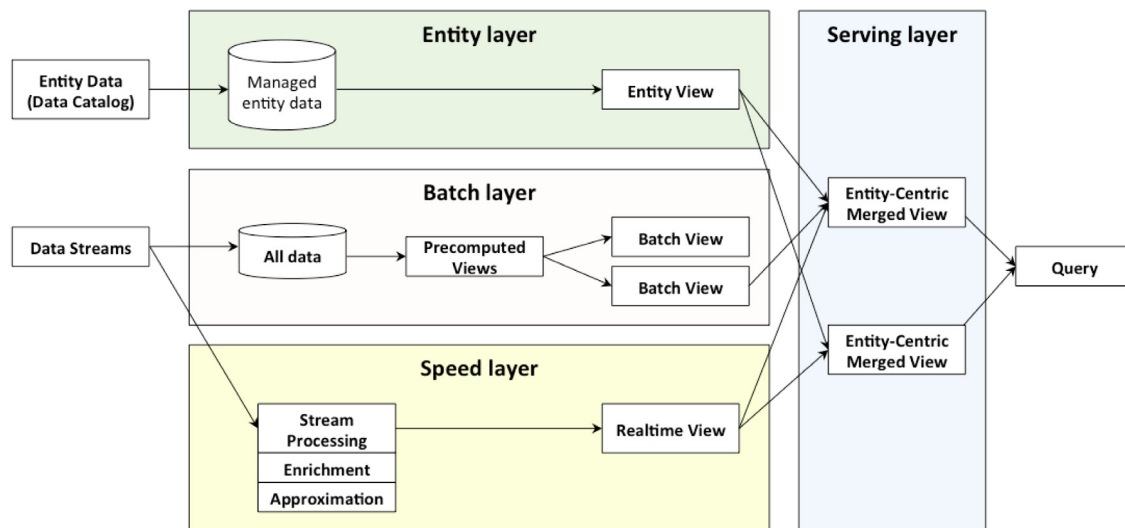 Entity layer
Serving layer
Entity Data
(Data Catalog)
Managed
entity data
Entity View
Batch layer
Entity-Centric
Merged View
Data Streams
All data
Precomputed
Views
Batch View
Batch View
Query
Entity-Centric
Merged View
Speed layer
Stream
Processing
Enrichment
Approximation
Realtime View